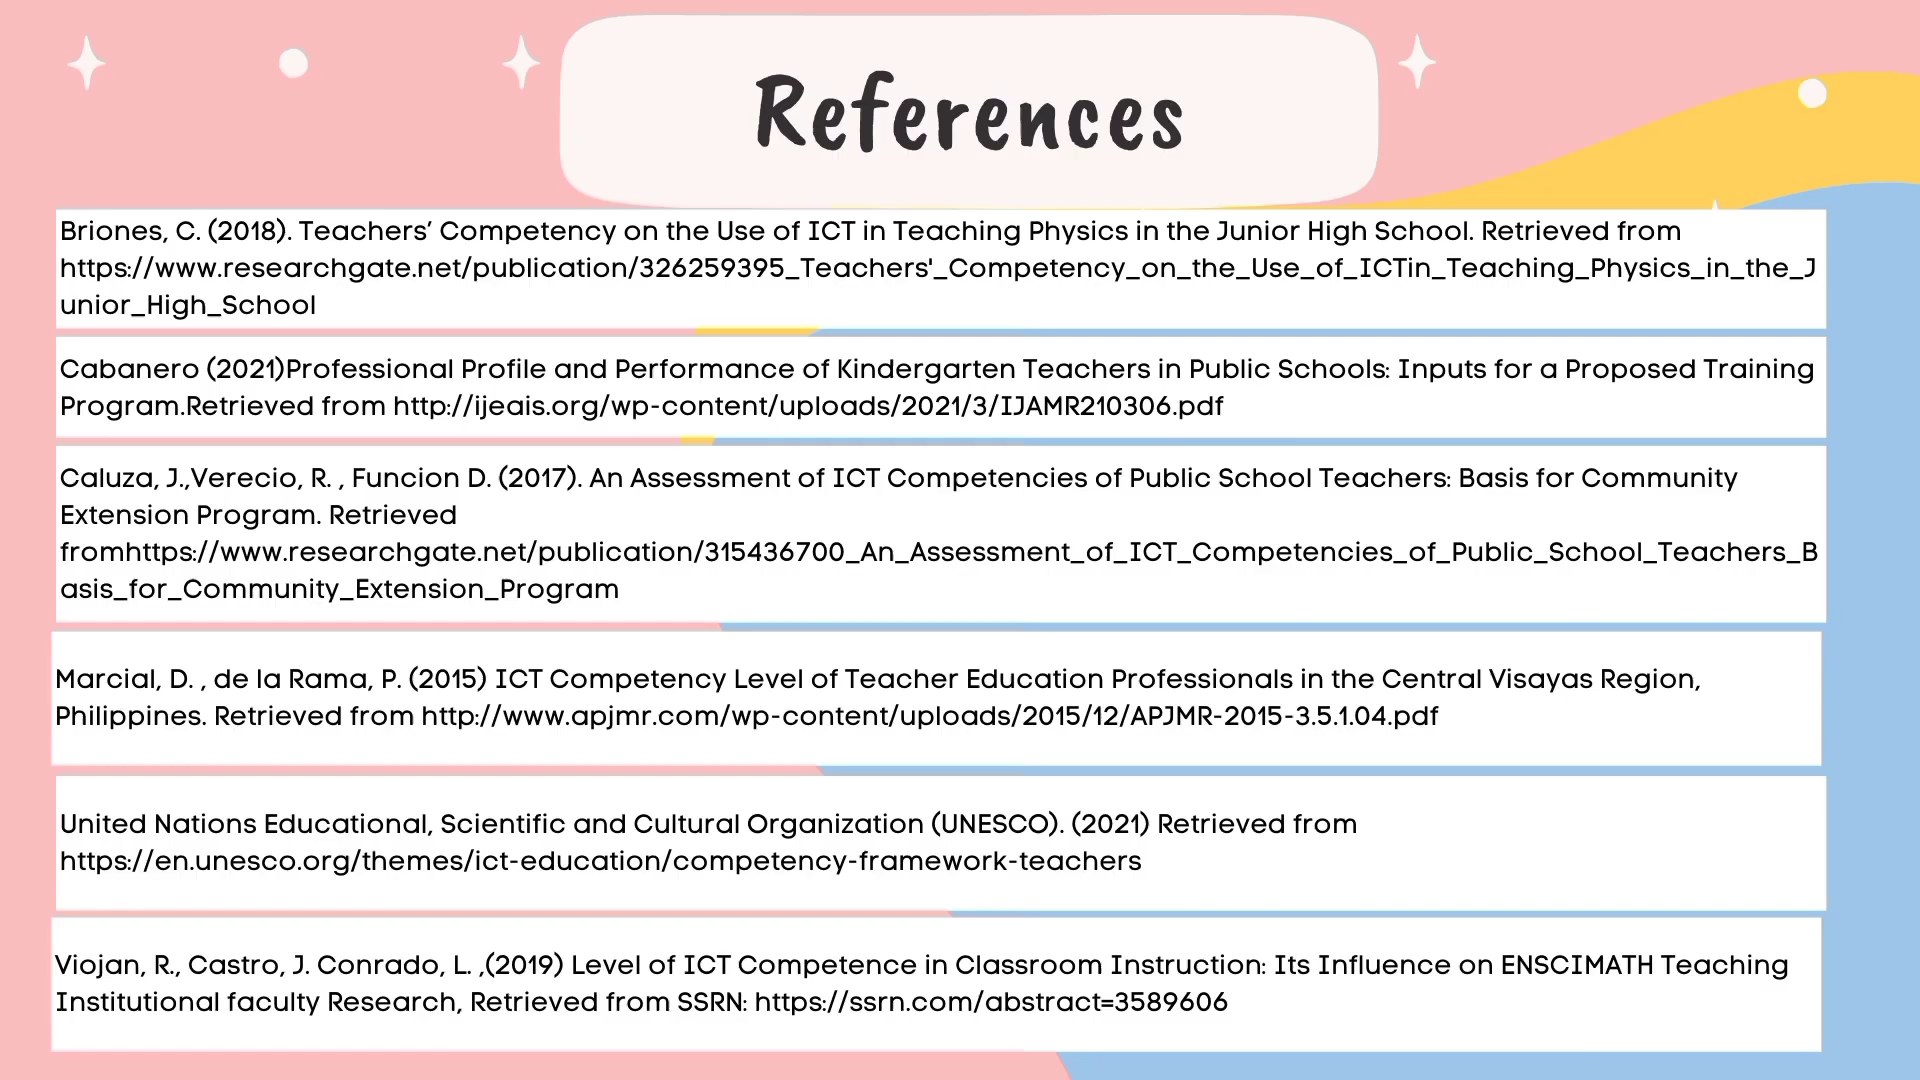 References
Briones, C. (2018). Teachers’ Competency on the Use of ICT in Teaching Physics in the Junior High School. Retrieved from
https://www.researchgate.net/publication/326259395_Teachers'_Competency_on_the_Use_of_ICTin_Teaching_Physics_in_the_J
unior_High_School
Cabanero (2021)Professional Profile and Performance of Kindergarten Teachers in Public Schools: Inputs for a Proposed Training
Program.Retrieved from http://ijeais.org/wp-content/uploads/2021/3/IJAMR210306.pdf
Caluza, J.,Verecio, R. , Funcion D. (2017). An Assessment of ICT Competencies of Public School Teachers: Basis for Community
Extension Program. Retrieved
fromhttps://www.researchgate.net/publication/315436700_An_Assessment_of_ICT_Competencies_of_Public_School_Teachers_B
asis_for_Community_Extension_Program
Marcial, D. , de la Rama, P. (2015) ICT Competency Level of Teacher Education Professionals in the Central Visayas Region,
Philippines. Retrieved from http://www.apjmr.com/wp-content/uploads/2015/12/APJMR-2015-3.5.1.04.pdf
United Nations Educational, Scientific and Cultural Organization (UNESCO). (2021) Retrieved from
https://en.unesco.org/themes/ict-education/competency-framework-teachers
Viojan, R., Castro, J. Conrado, L. ,(2019) Level of ICT Competence in Classroom Instruction: Its Influence on ENSCIMATH Teaching
Institutional faculty Research, Retrieved from SSRN: https://ssrn.com/abstract=3589606